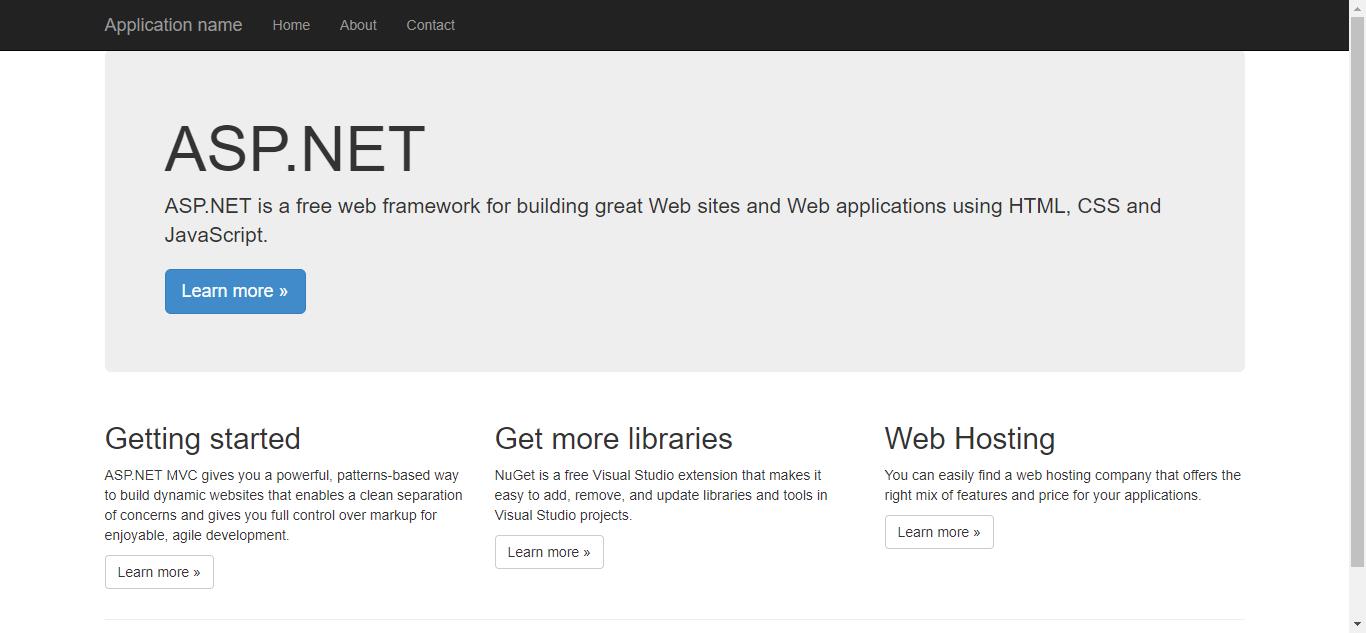 Application name Home About Contact
ASP.NET
ASP.NET is a free web framework for building great Web sites and Web applications using HTML, CSS and
JavaScript.
Learn more »
Getting started
ASP.NET MVC gives you a powerful, patterns-based way
to build dynamic websites that enables a clean separation
of concerns and gives you full control over markup for
enjoyable, agile development.
Learn more »
Get more libraries
NuGet is a free Visual Studio extension that makes it
easy to add, remove, and update libraries and tools in
Visual Studio projects.
Learn more »
Web Hosting
You can easily find a web hosting company that offers the
right mix of features and price for your applications.
Learn more »